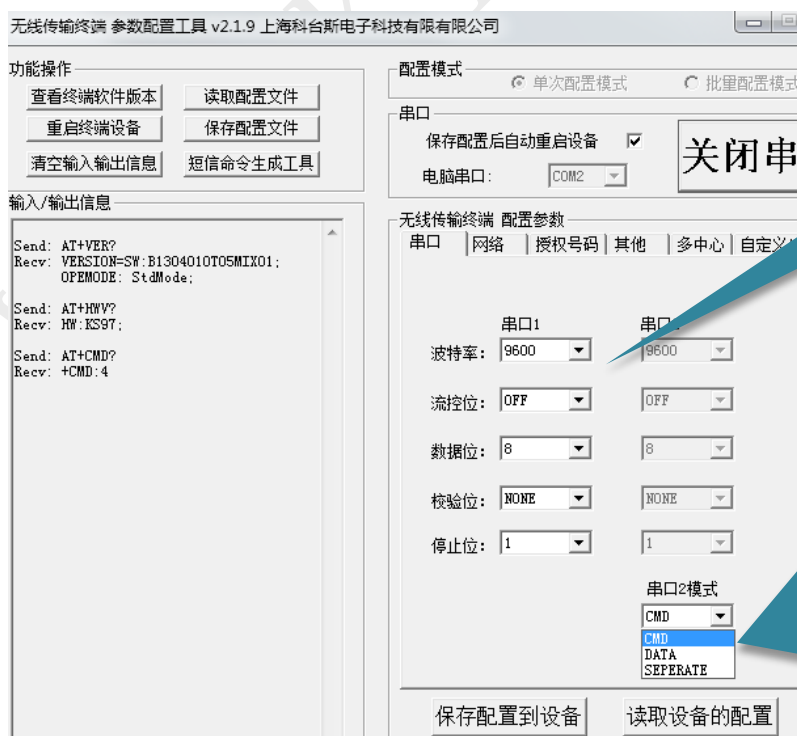 无线传输终端 参数配置工具 v2.1.9 上海科台斯电子科技有限有限公司
功能操作
查看终端软件版本 读取配置文件
重启终端设备 保存配置文件
清空输入输出信息 短信命令生成工具
输入/输出信息
Send: AT+VER?
Recv: VERSION=SW:B1304010T05MIX01;
OPEMODE: StdMode;
Send: AT+HWV?
Recv: HW:KS97;
Send: AT+CMD?
Recv: +CMD:4
配置模式
单次配置模式 批里配置模式
串口
保存配置后自动重启设备
电脑串口: COM2
关闭串
无线传输终端 配置参数
串口 网络 授权号码 其他 多中心 自定义
串口1 串口
波特率: 9600 9600
流控位: OFF OFF
数据位: 8 8
校验位: NONE NONE
停止位: 1 1
串口2模式
CMD
CMD
DATA
SEPERATE
保存配置到设备 读取设备的配置